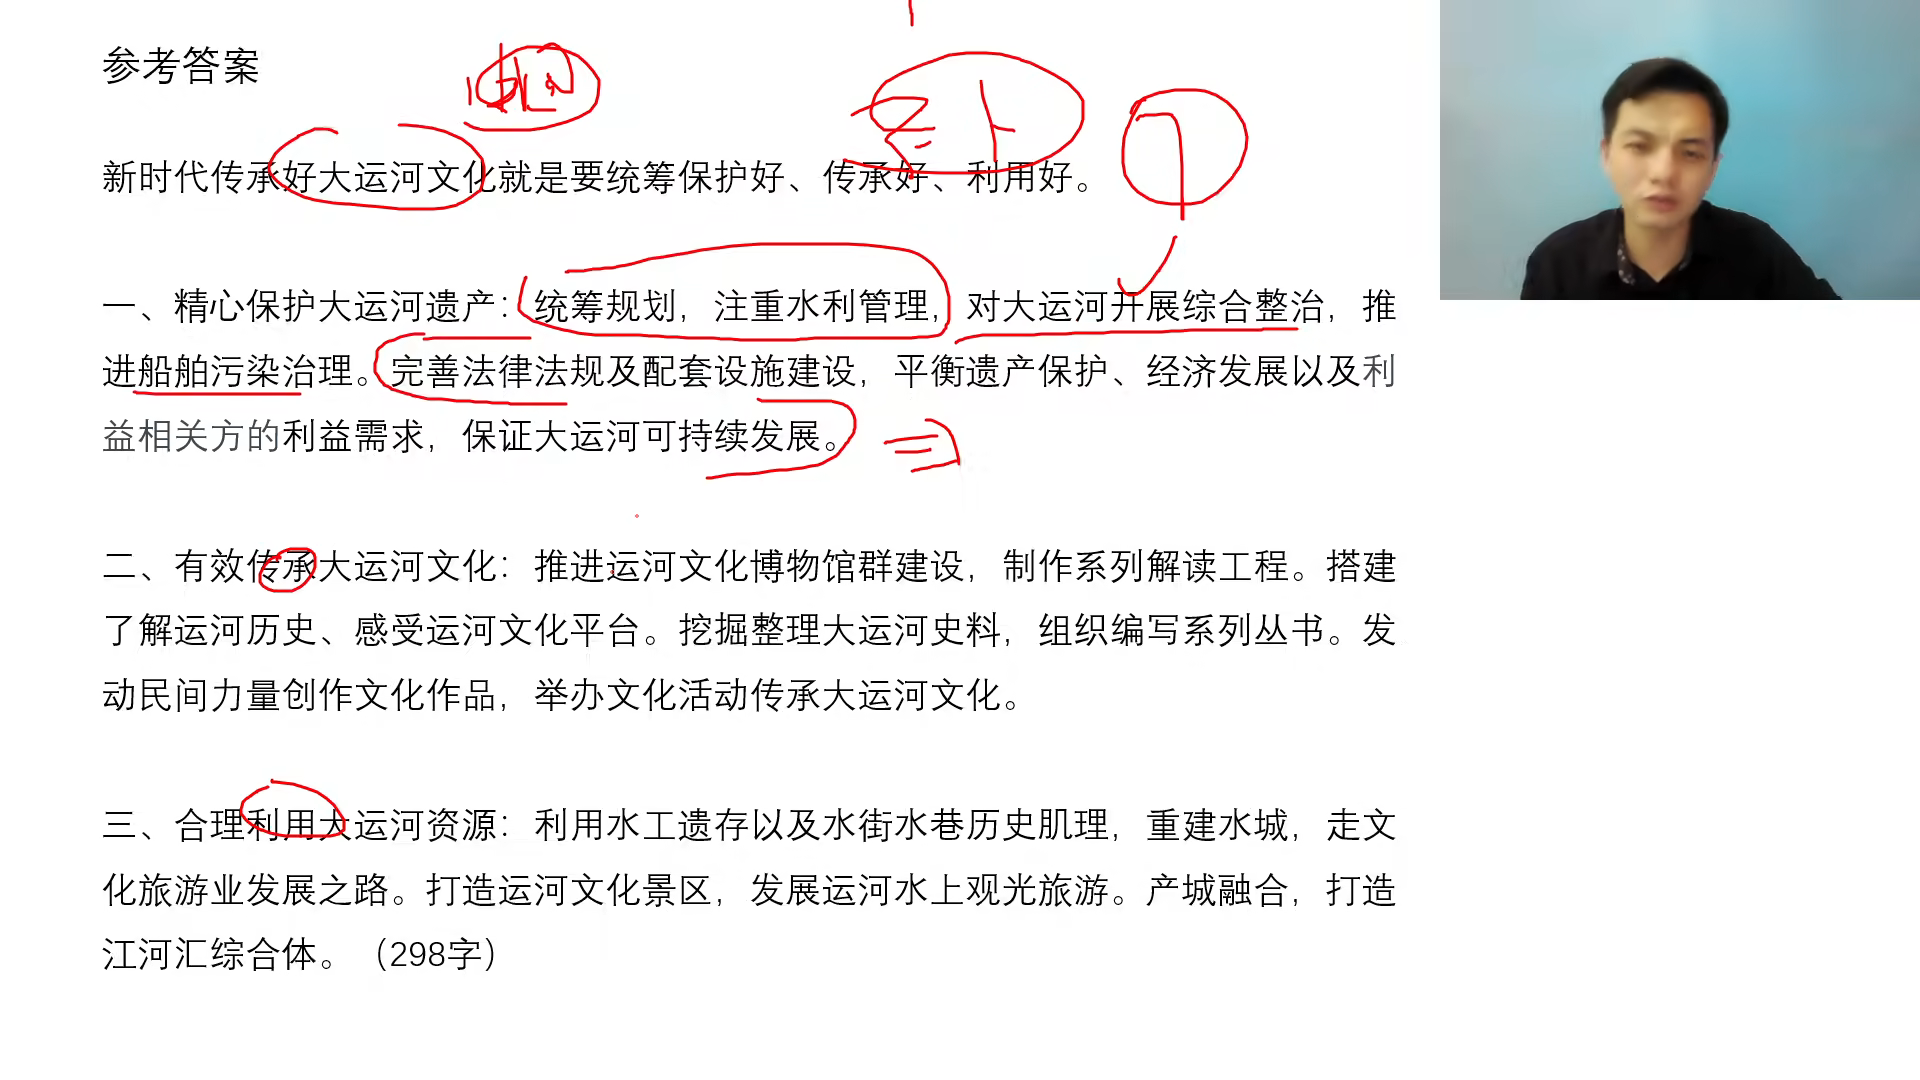 参考答案
新时代传承好大运河文化就是要统筹保护好、传承好、利用好。
一、精心保护大运河遗产：统筹规划，注重水利管理，对大运河开展综合整治，推
进船舶污染治理。完善法律法规及配套设施建设，平衡遗产保护、经济发展以及利
益相关方的利益需求，保证大运河可持续发展。
二、有效传承大运河文化：推进运河文化博物馆群建设，制作系列解读工程。搭建
了解运河历史、感受运河文化平台。挖掘整理大运河史料，组织编写系列丛书。发
动民间力量创作文化作品，举办文化活动传承大运河文化。
三、合理利用大运河资源：利用水工遗存以及水街水巷历史肌理，重建水城，走文
化旅游业发展之路。打造运河文化景区，发展运河水上观光旅游。产城融合，打造
江河汇综合体。（298字）